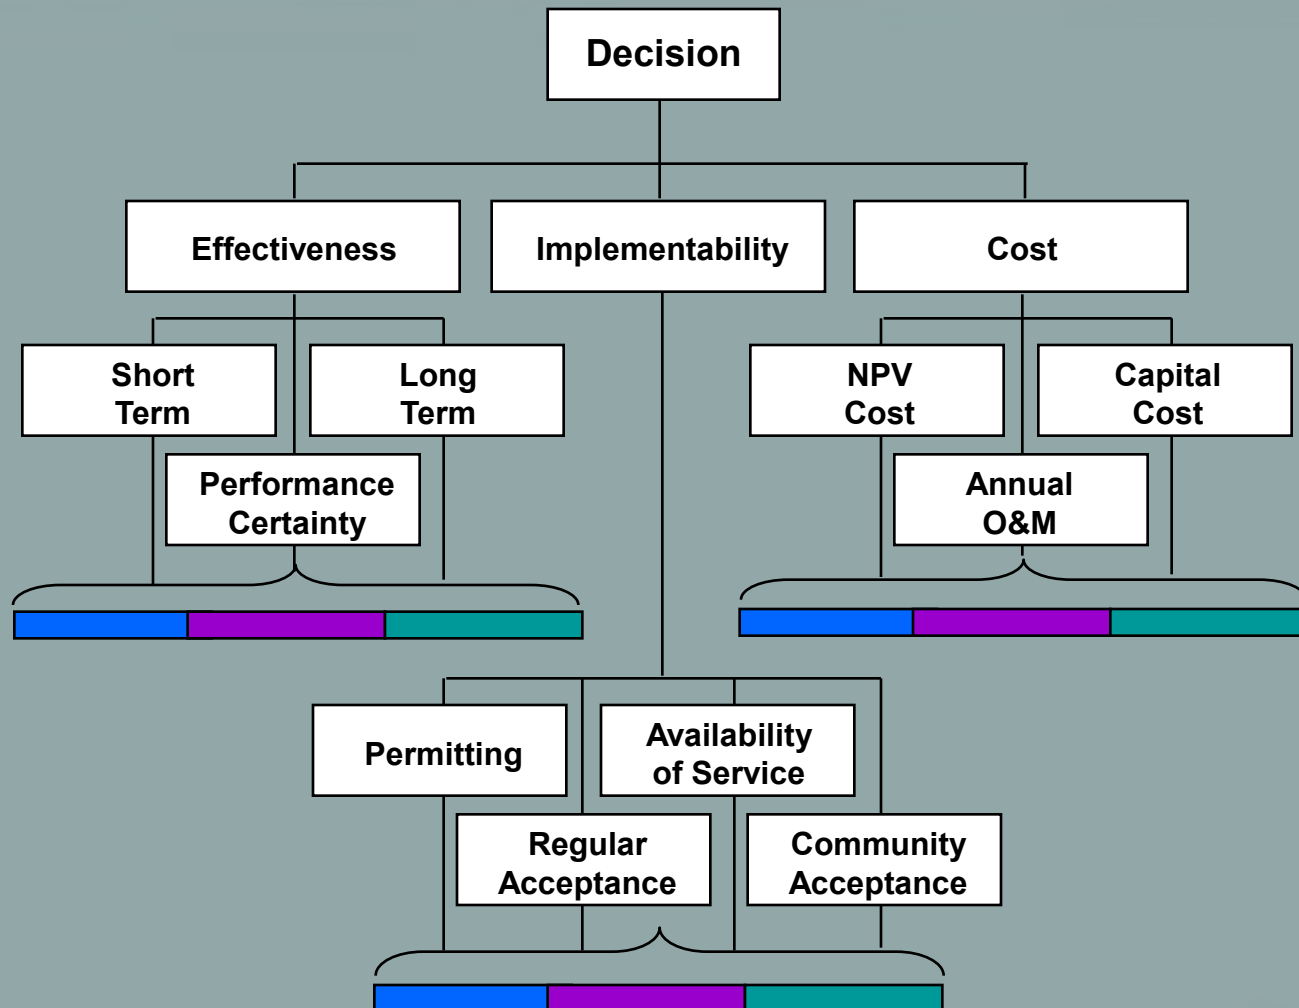 Decision
Effectiveness
Implementability
Cost
Short
Term
Long
Term
Performance
Certainty
NPV
Cost
Capital
Cost
Annual
O&M
Permitting
Availability
of Service
Regular
Acceptance
Community
Acceptance